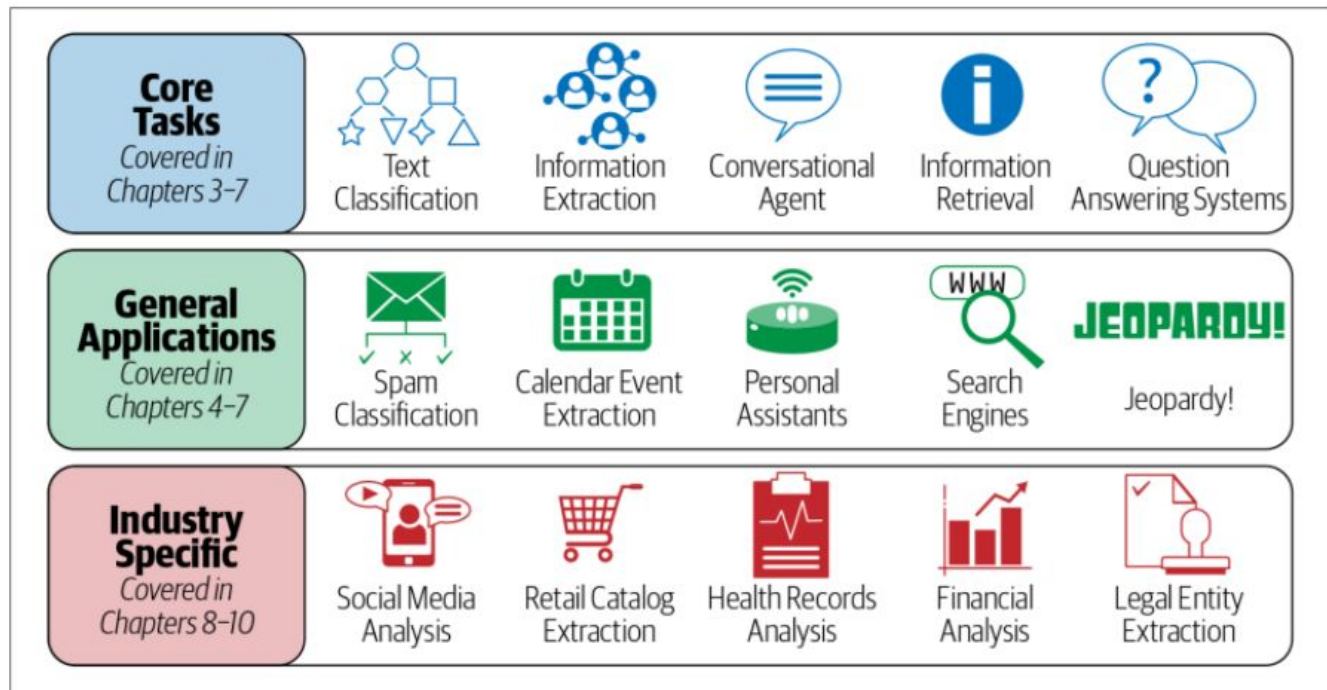 Core
Tasks
Covered in
Chapters 3–7
Text
Classification
Information
Extraction
Conversational
Agent
Information
Retrieval
?
Question
Answering Systems
General
Applications
Covered in
Chapters 4–7
Spam
Classification
Calendar Event
Extraction
Personal
Assistants
WWW
Search
Engines
JEOPARDY!
Jeopardy!
Industry
Specific
Covered in
Chapters 8–10
Social Media
Analysis
Retail Catalog
Extraction
Health Records
Analysis
Financial
Analysis
Legal Entity
Extraction